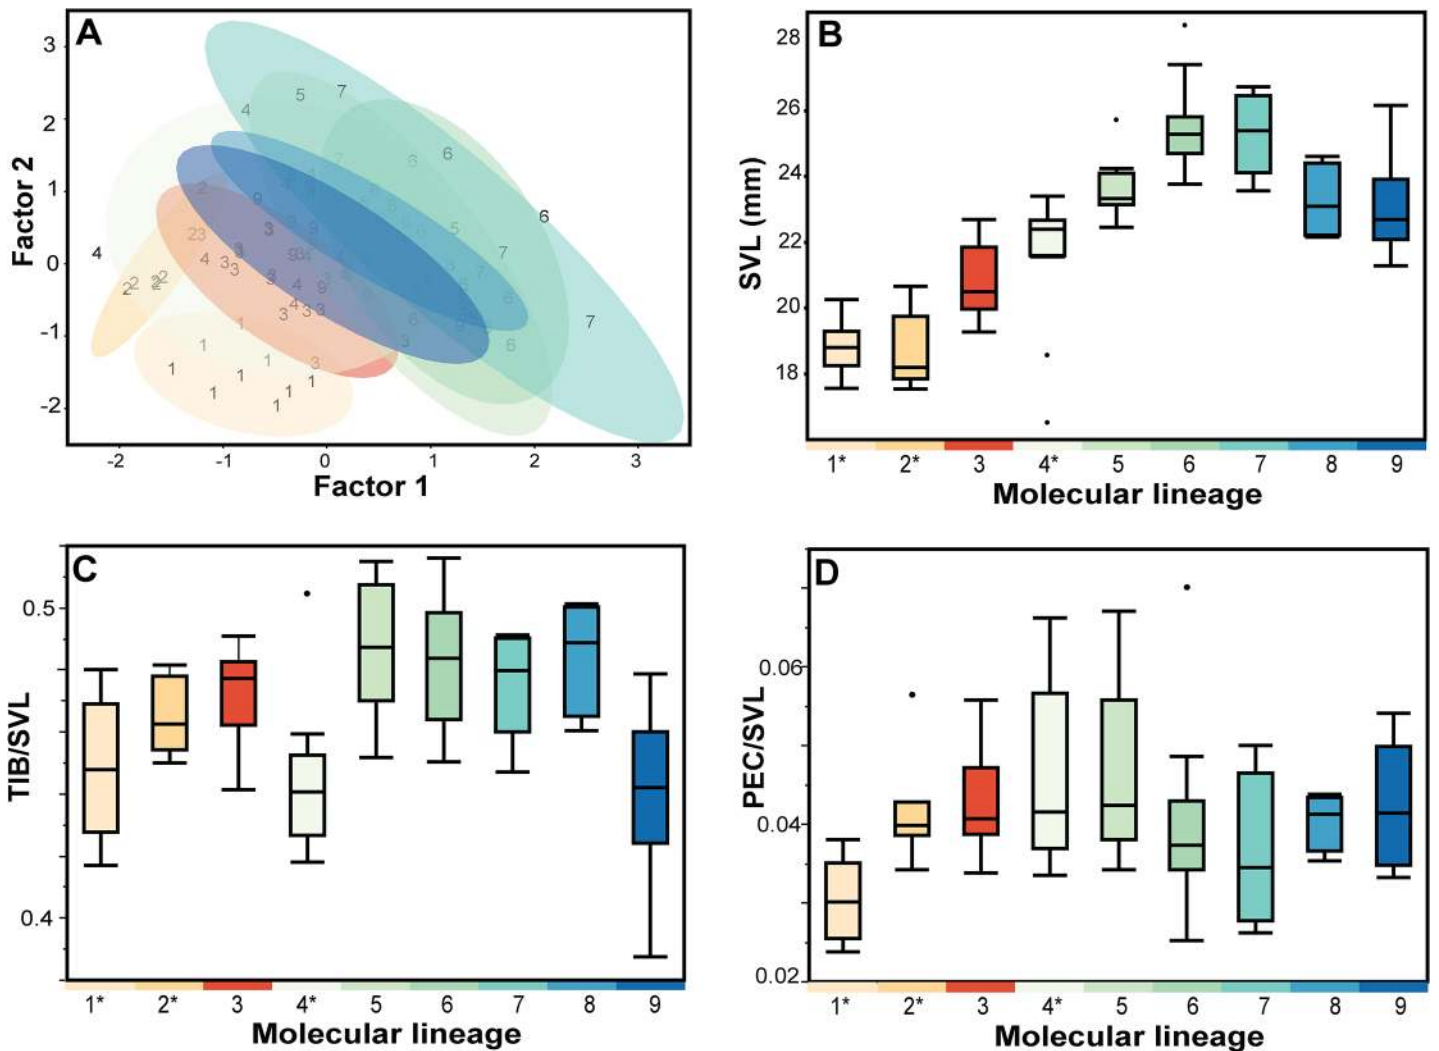 A
3
2
1
0
-1
-2
Factor 2
-2
-1
0
1
2
3
Factor 1
B
28
26
24
22
20
18
SVL (mm)
1* 2* 3 4* 5 6 7 8 9
Molecular lineage
C
0.5
0.4
TIB/SVL
1* 2* 3 4* 5 6 7 8 9
Molecular lineage
D
0.06
0.04
0.02
PEC/SVL
1* 2* 3 4* 5 6 7 8 9
Molecular lineage